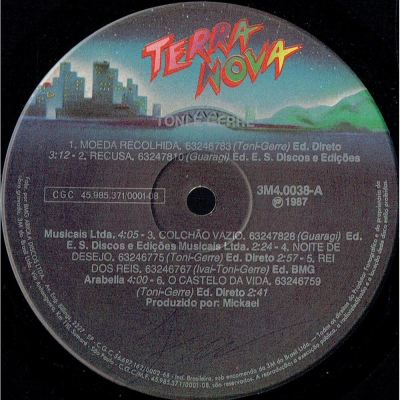 TERRA
NOVA
TONI E GERRE
1. MOEDA RECOLHIDA. 63246783 (Toni-Gerre) Ed. Direto
3:12 - 2. RECUSA. 63247810 (Guaragi) Ed. E. S. Discos e Edições
C G C 45.985.371/0001-08
3M4.0038-A
℗ 1987
Musicais Ltda. 4:05 - 3. COLCHÃO VAZIO. 63247828 (Guaragi) Ed.
E. S. Discos e Edições Musicais Ltda. 2:24 - 4. NOITE DE
DESEJO. 63246775 (Toni-Gerre) Ed. Direto 2:57 - 5. REI
DOS REIS. 63246767 (Ivai-Toni-Gerre) Ed. BMG
Arabella 4:00 - 6. O CASTELO DA VIDA. 63246759
(Toni-Gerre) Ed. Direto 2:41
Produzido por: Mickael